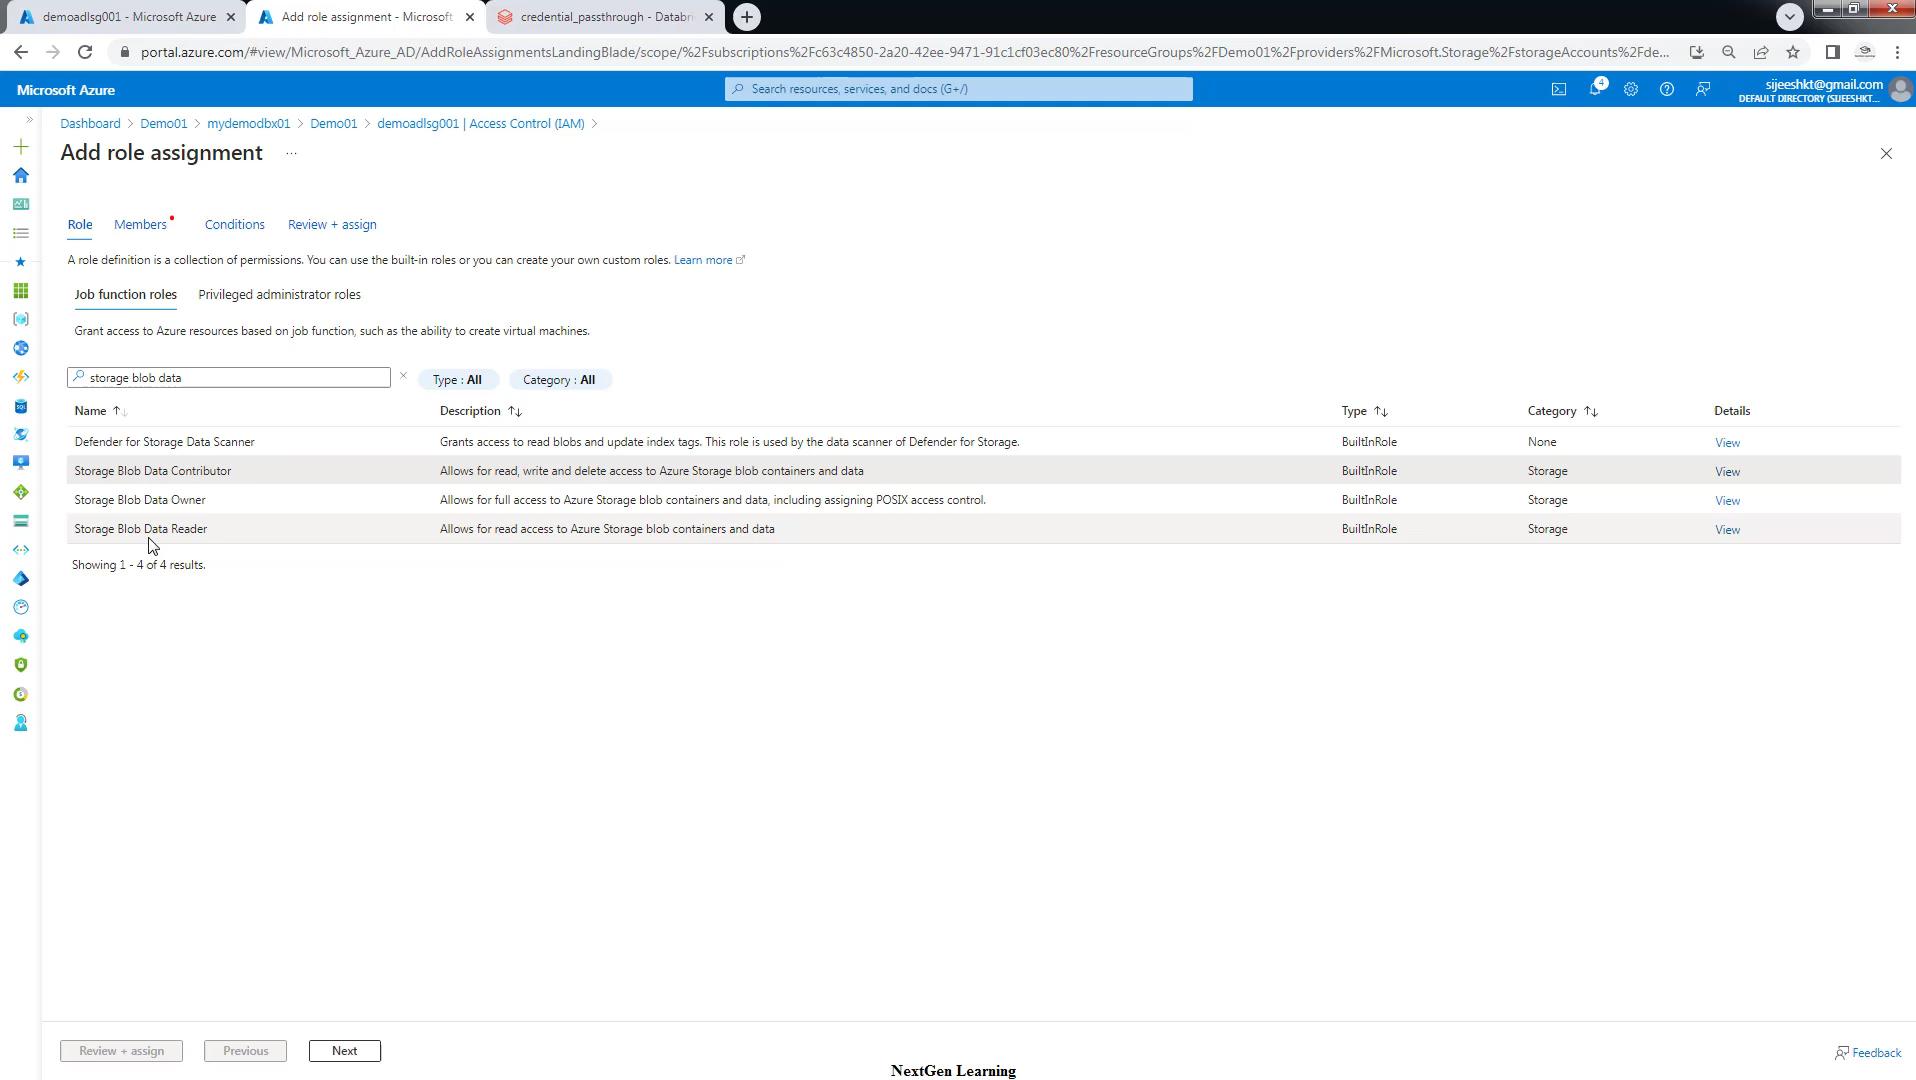 demoadlsg001 - Microsoft Azure
Add role assignment - Microsoft
credential_passthrough - Databri
portal.azure.com/#view/Microsoft_Azure_AD/AddRoleAssignmentsLandingBlade/scope/%2Fsubscriptions%2Fc63c4850-2a20-42ee-9471-91c1cf03ec80%2FresourceGroups%2FDemo01%2Fproviders%2FMicrosoft.Storage%2FstorageAccounts%2Fde...
Microsoft Azure
Search resources, services, and docs (G+/)
4
sijeeshkt@gmail.com
DEFAULT DIRECTORY (SIJEESHKT...
Dashboard > Demo01 > mydemodbx01 > Demo01 > demoadlsg001 | Access Control (IAM) >
Add role assignment ...
Role Members Conditions Review + assign
A role definition is a collection of permissions. You can use the built-in roles or you can create your own custom roles. Learn more
Job function roles Privileged administrator roles
Grant access to Azure resources based on job function, such as the ability to create virtual machines.
storage blob data
Type : All Category : All
Name Description Type Category Details
Defender for Storage Data Scanner Grants access to read blobs and update index tags. This role is used by the data scanner of Defender for Storage. BuiltInRole None View
Storage Blob Data Contributor Allows for read, write and delete access to Azure Storage blob containers and data BuiltInRole Storage View
Storage Blob Data Owner Allows for full access to Azure Storage blob containers and data, including assigning POSIX access control. BuiltInRole Storage View
Storage Blob Data Reader Allows for read access to Azure Storage blob containers and data BuiltInRole Storage View
Showing 1 - 4 of 4 results.
Review + assign Previous Next
Feedback
NextGen Learning